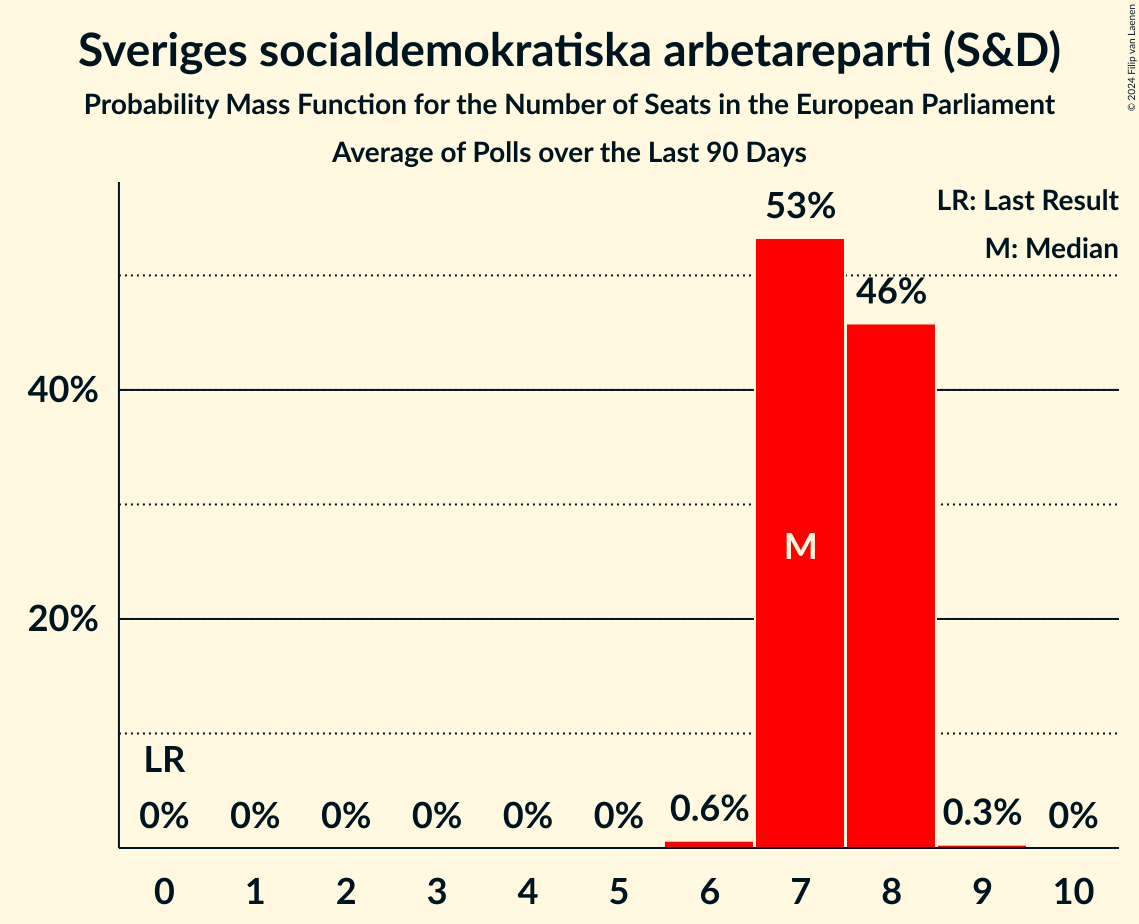 Sveriges socialdemokratiska arbetareparti (S&D)
Probability Mass Function for the Number of Seats in the European Parliament
Average of Polls over the Last 90 Days
© 2024 Filip van Laenen
LR: Last Result
M: Median
53%
46%
40%
M
20%
LR
0% 0% 0% 0% 0% 0% 0.6% 0.3% 0%
0 1 2 3 4 5 6 7 8 9 10